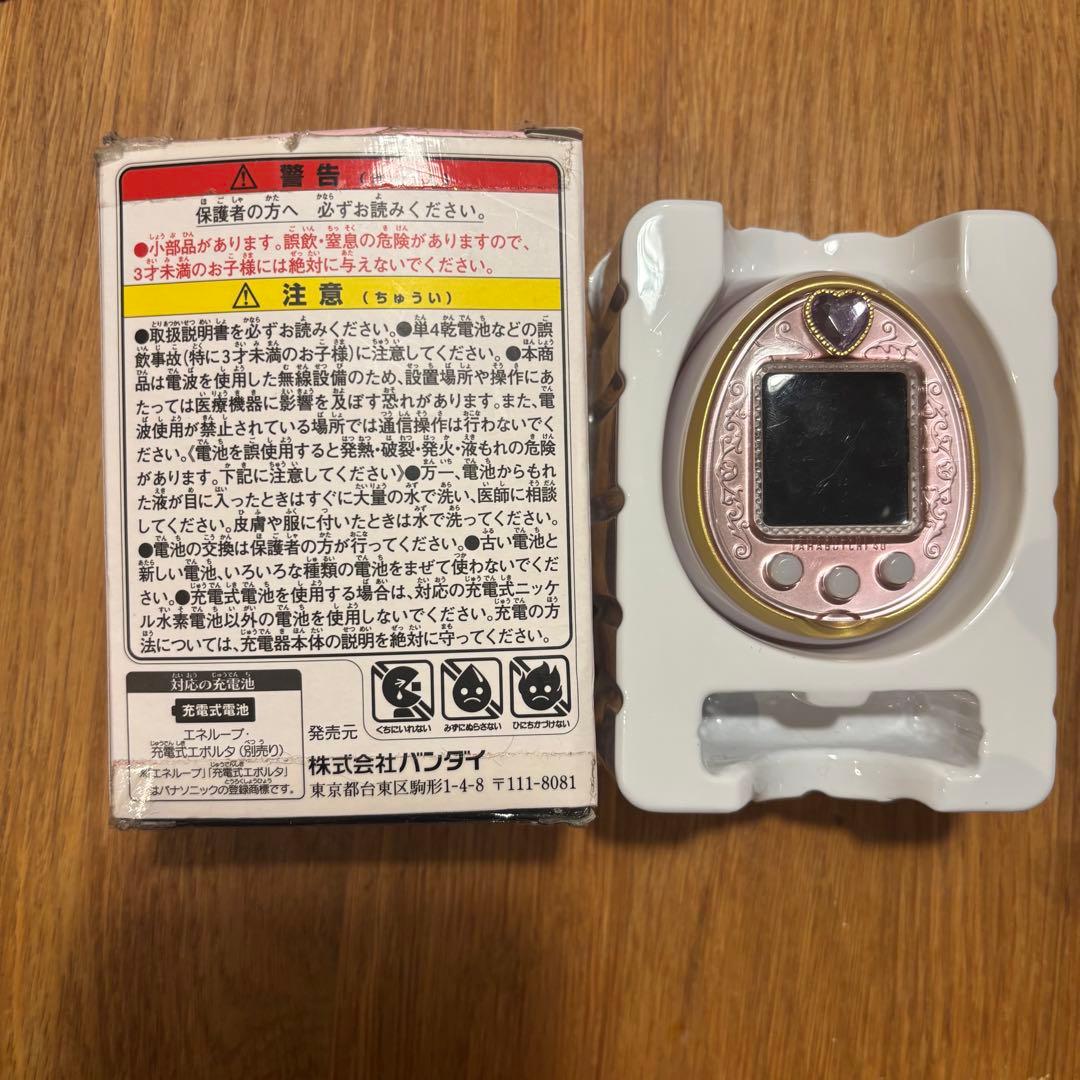 警告
保護者の方へ 必ずお読みください。
●小部品があります。誤飲・窒息の危険がありますので、
3才未満のお子様には絶対に与えないでください。
注意（ちゅうい）
●取扱説明書を必ずお読みください。●単4乾電池などの誤
飲事故(特に3才未満のお子様)に注意してください。●本商
品は電波を使用した無線設備のため、設置場所や操作にあ
たっては医療機器に影響を及ぼす恐れがあります。また、電
波使用が禁止されている場所では通信操作は行わないでく
ださい。《電池を誤使用すると発熱・破裂・発火・液もれの危険
があります。下記に注意してください》●万一、電池からもれ
た液が目に入ったときはすぐに大量の水で洗い、医師に相談
してください。皮膚や服に付いたときは水で洗ってください。
●電池の交換は保護者の方が行ってください。●古い電池と
新しい電池、いろいろな種類の電池をまぜて使わないでくだ
さい。●充電式電池を使用する場合は、対応の充電式ニッケ
ル水素電池以外の電池を使用しないでください。充電の方
法については、充電器本体の説明を絶対に守ってください。
対応の充電池
充電式電池
エネループ・
充電式エボルタ(別売り)
※「エネループ」「充電式エボルタ」
はパナソニックの登録商標です。
くちにいれない
みずにぬらさない
ひにちかづけない
発売元
株式会社バンダイ
東京都台東区駒形1-4-8 〒111-8081